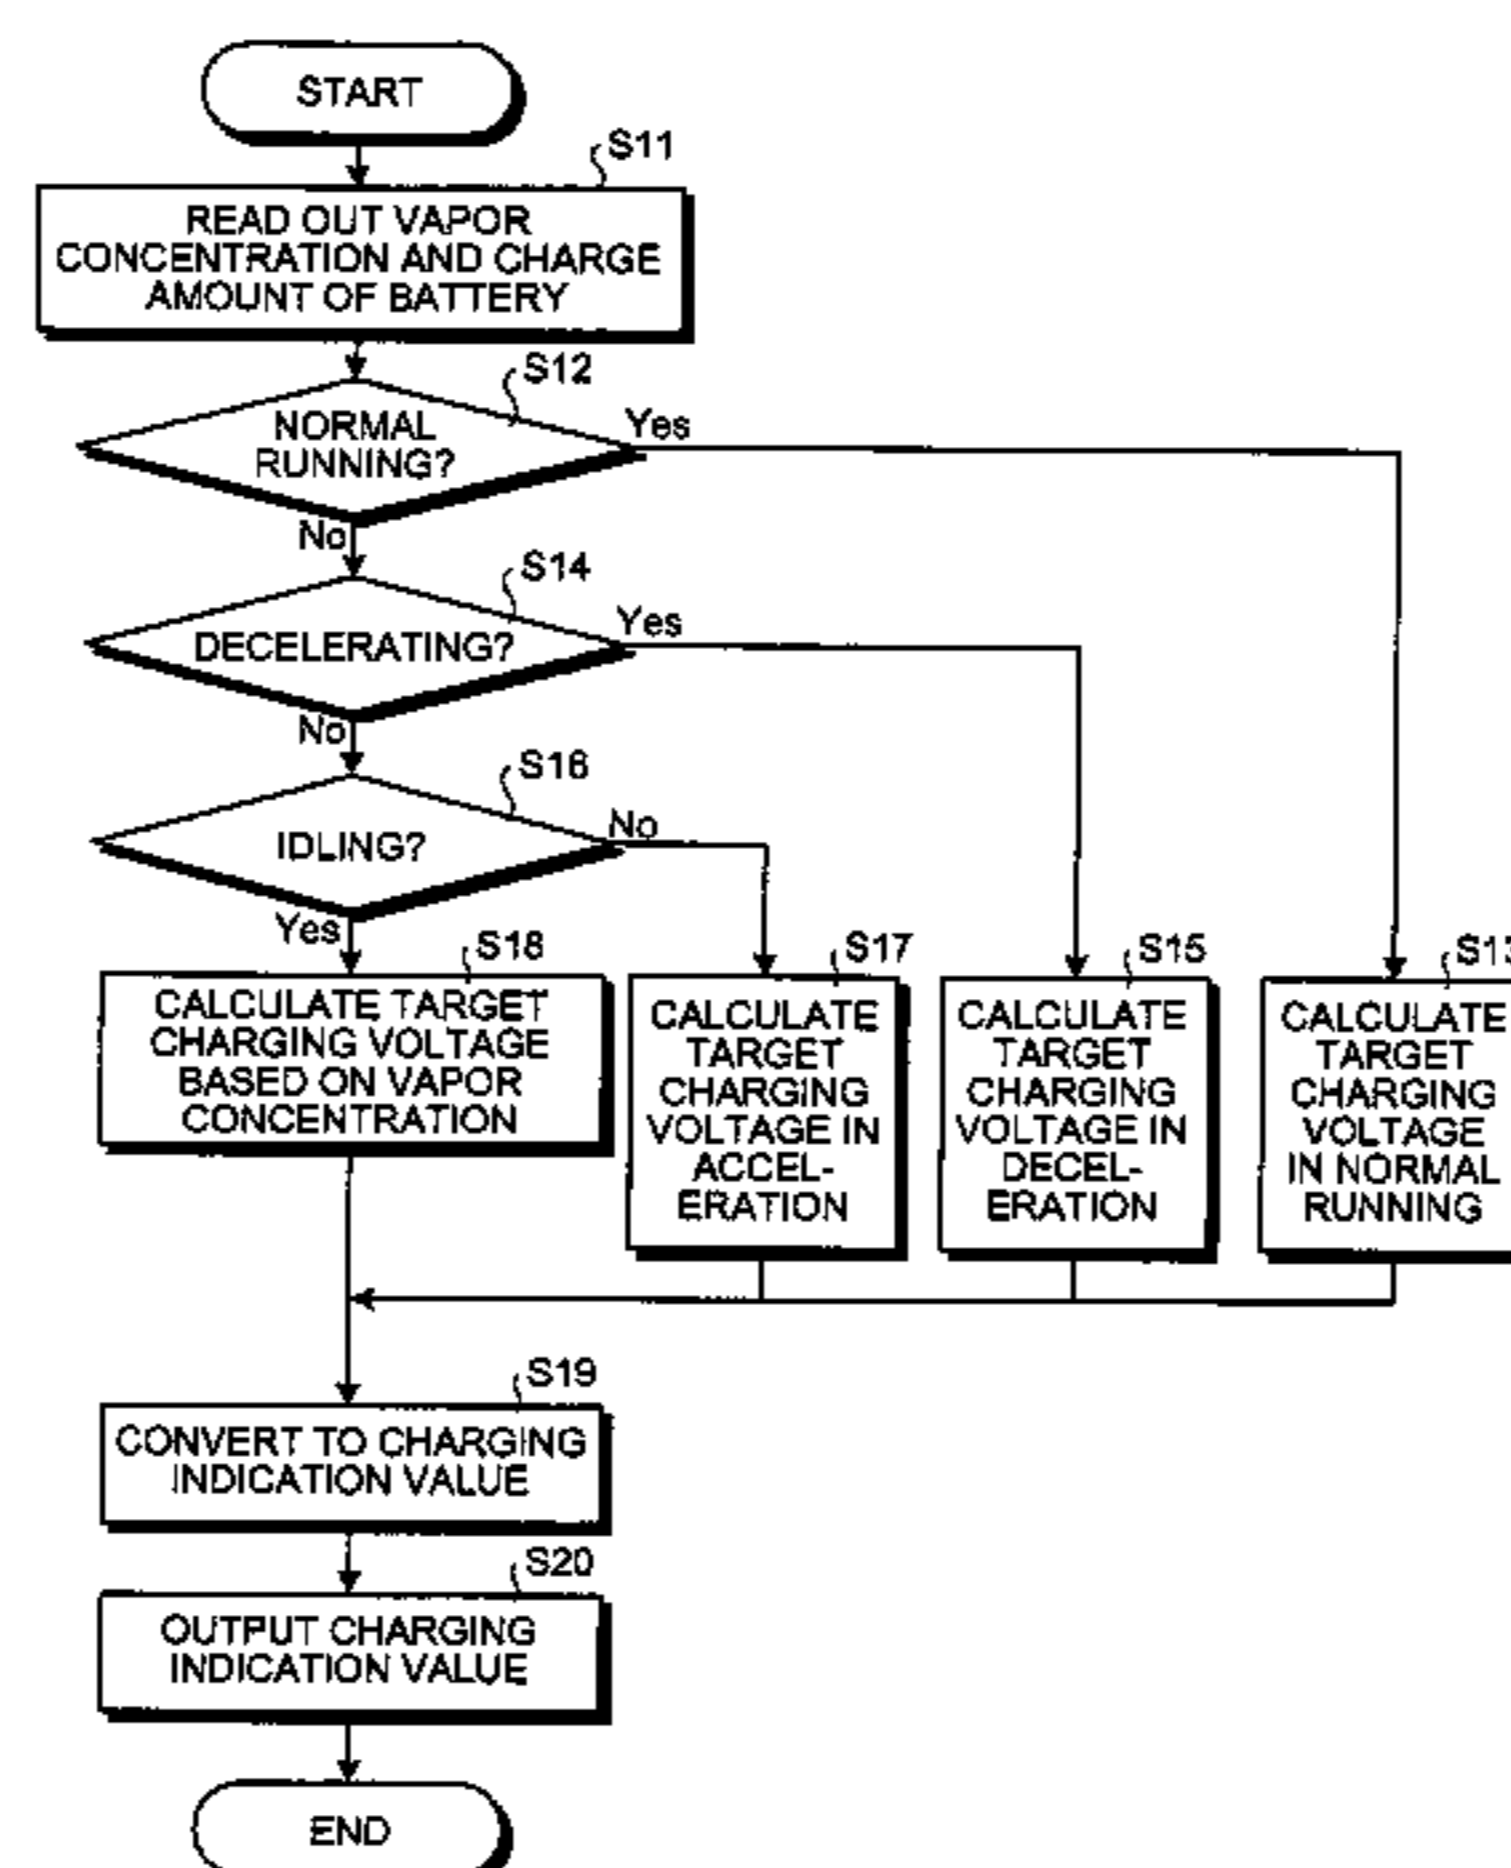 START
S11
READ OUT VAPOR
CONCENTRATION AND CHARGE
AMOUNT OF BATTERY
S12
NORMAL
RUNNING?
Yes
No
S14
DECELERATING?
Yes
No
S16
IDLING?
No
Yes
S18
CALCULATE TARGET
CHARGING VOLTAGE
BASED ON VAPOR
CONCENTRATION
S17
CALCULATE
TARGET
CHARGING
VOLTAGE IN
ACCEL-
ERATION
S15
CALCULATE
TARGET
CHARGING
VOLTAGE IN
DECEL-
ERATION
S13
CALCULATE
TARGET
CHARGING
VOLTAGE
IN NORMAL
RUNNING
S19
CONVERT TO CHARGING
INDICATION VALUE
S20
OUTPUT CHARGING
INDICATION VALUE
END